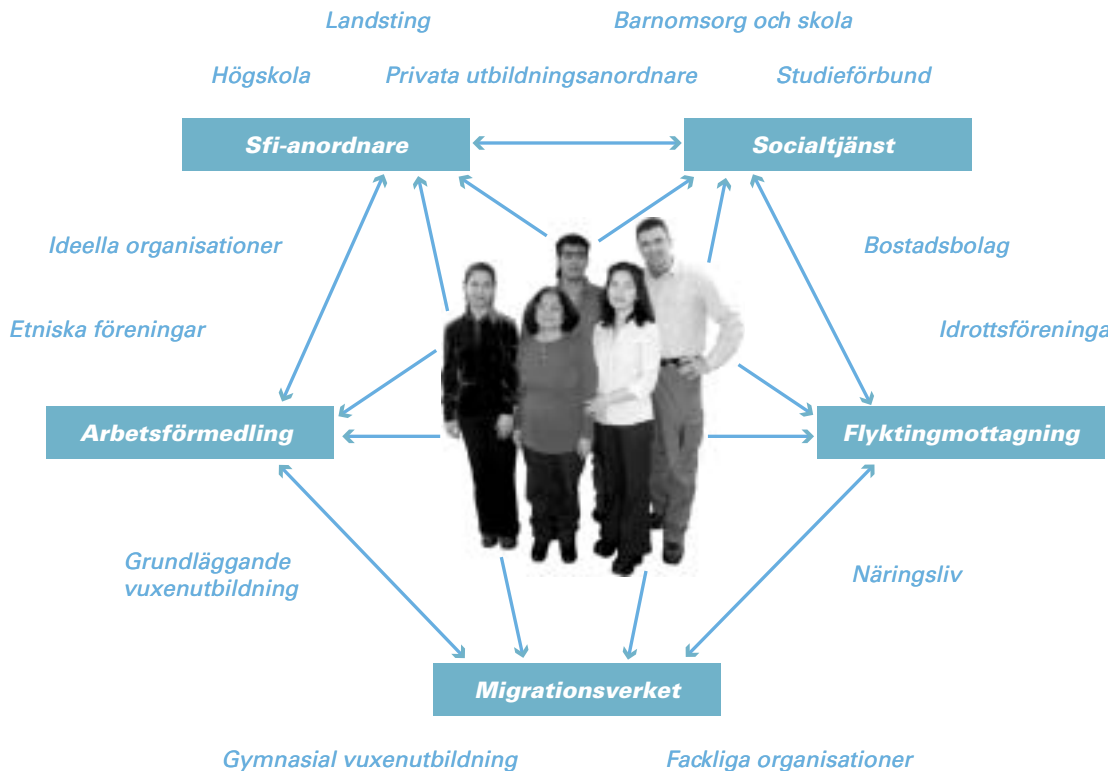 Landsting
Barnomsorg och skola
Högskola
Privata utbildningsanordnare
Studieförbund
Sfi-anordnare
Socialtjänst
Ideella organisationer
Bostadsbolag
Etniska föreningar
Idrottsföreninga
Arbetsförmedling
Flyktingmottagning
Grundläggande
vuxenutbildning
Näringsliv
Migrationsverket
Gymnasial vuxenutbildning
Fackliga organisationer